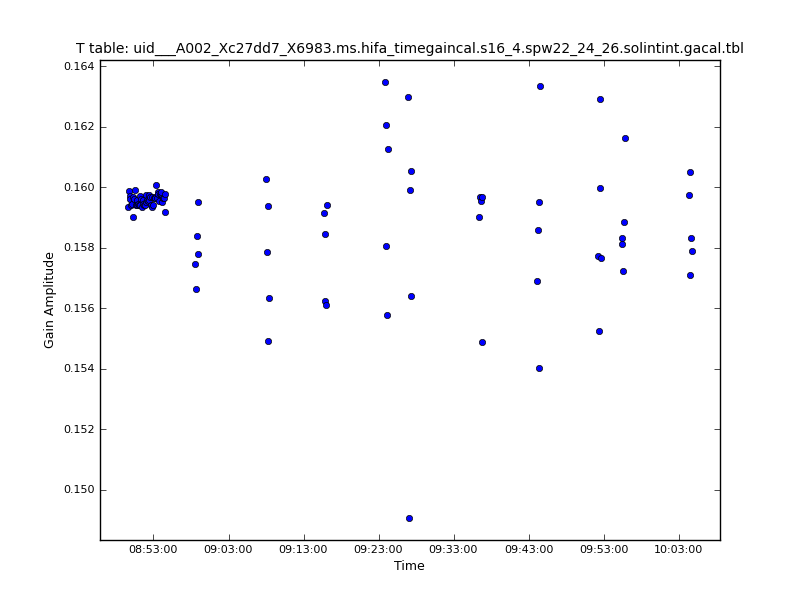 T table: uid___A002_Xc27dd7_X6983.ms.hifa_timegaincal.s16_4.spw22_24_26.solintint.gacal.tbl
0.164
0.162
0.160
0.158
0.156
0.154
0.152
0.150
Gain Amplitude
08:53:00 09:03:00 09:13:00 09:23:00 09:33:00 09:43:00 09:53:00 10:03:00
Time